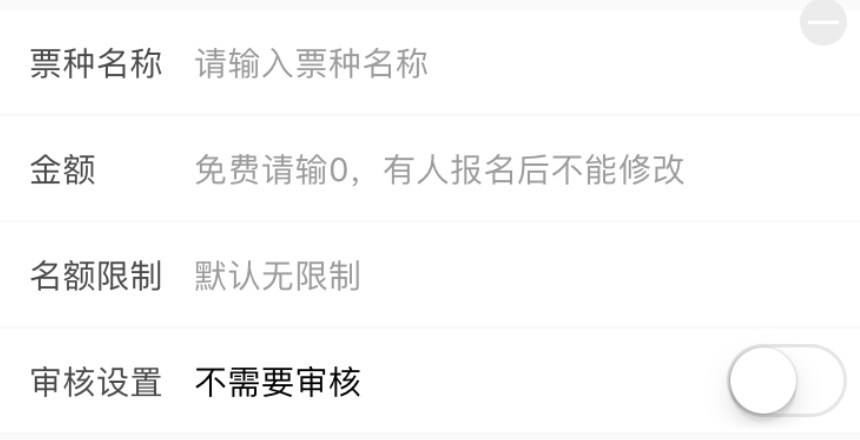 票种名称 请输入票种名称
金额 免费请输0，有人报名后不能修改
名额限制 默认无限制
审核设置 不需要审核